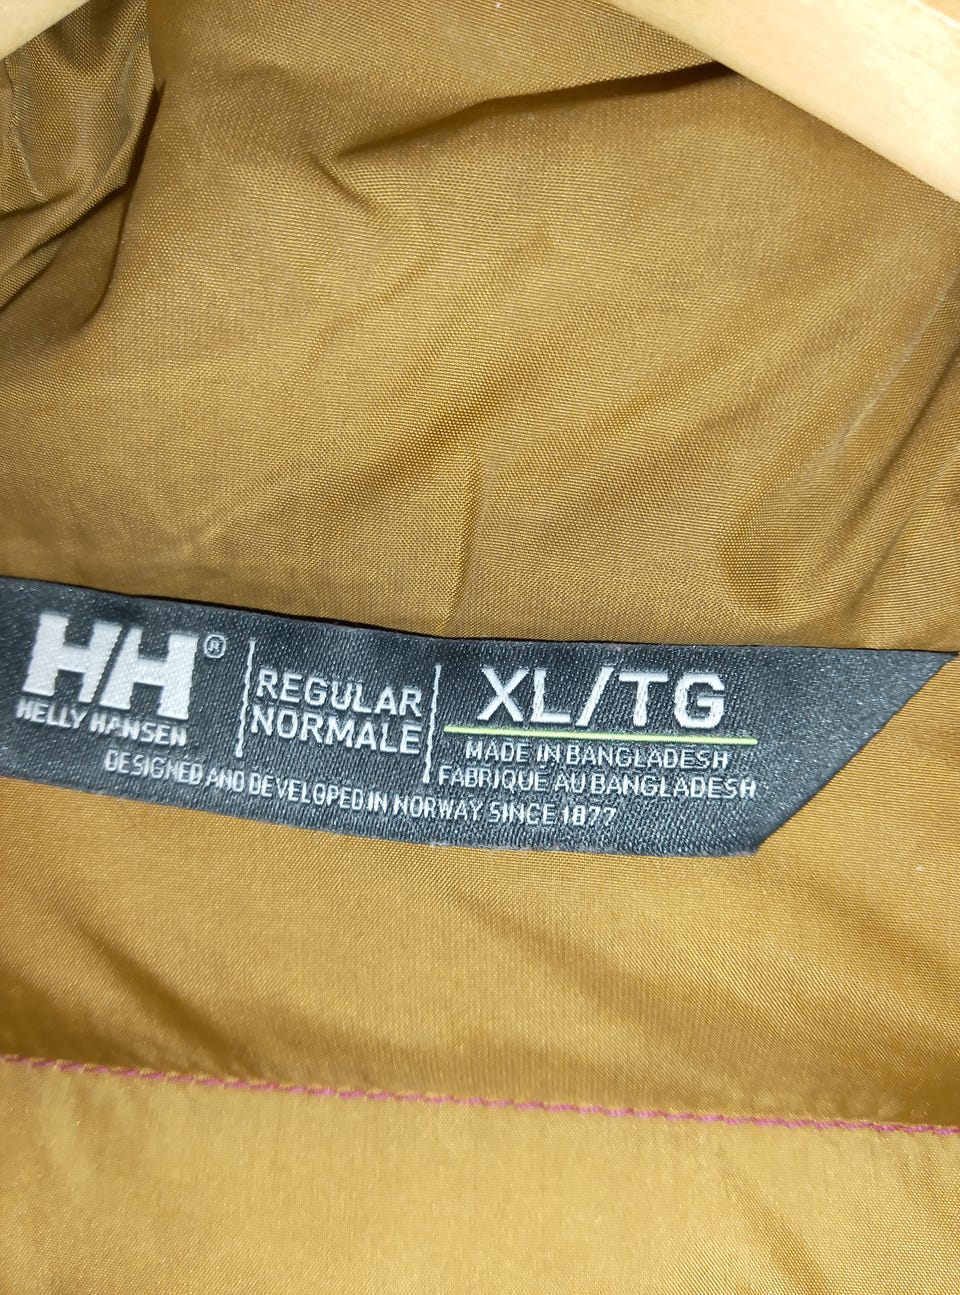 HH®
HELLY HANSEN
REGULAR
NORMALE
XL/TG
MADE IN BANGLADESH
FABRIQUE AU BANGLADESH
DESIGNED AND DEVELOPED IN NORWAY SINCE 1877